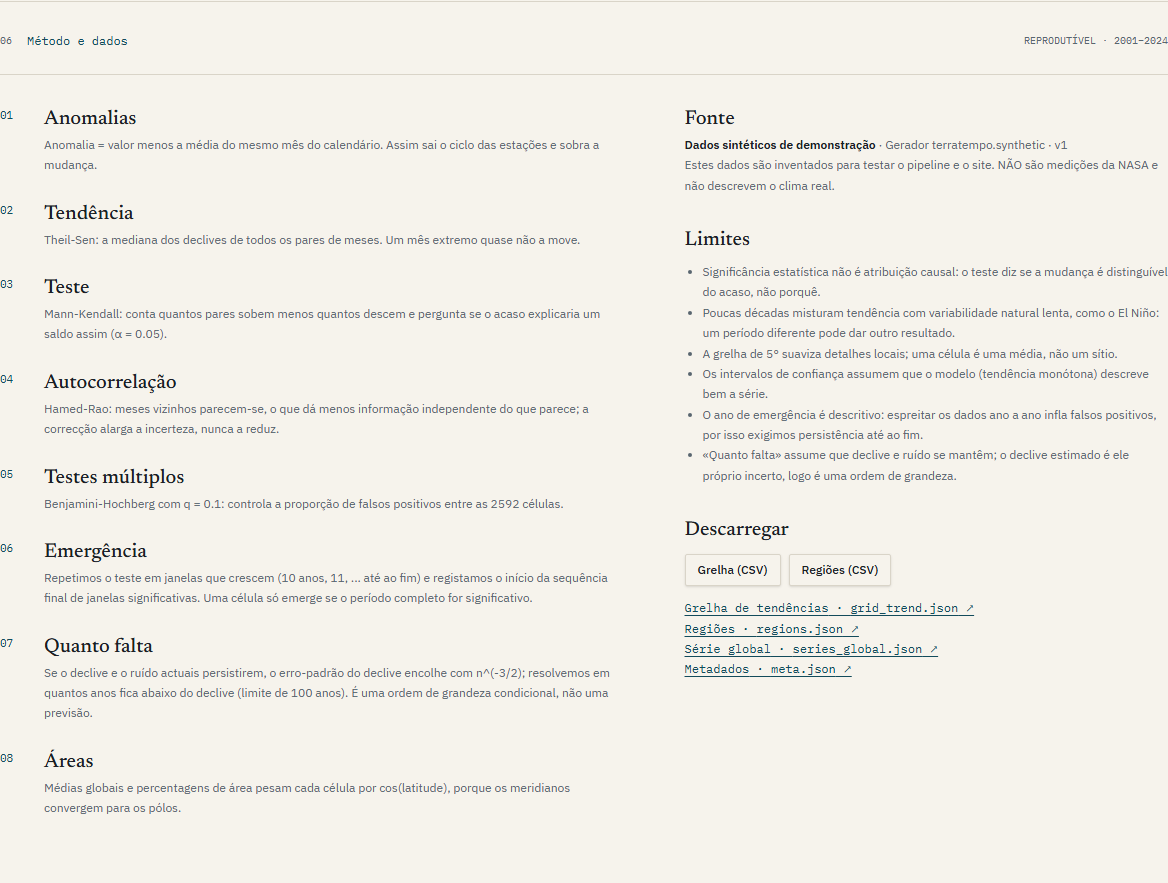 06 Método e dados
REPRODUTÍVEL · 2001–2024
01 Anomalias
Anomalia = valor menos a média do mesmo mês do calendário. Assim sai o ciclo das estações e sobra a
mudança.
02 Tendência
Theil-Sen: a mediana dos declives de todos os pares de meses. Um mês extremo quase não a move.
03 Teste
Mann-Kendall: conta quantos pares sobem menos quantos descem e pergunta se o acaso explicaria um
saldo assim (α = 0.05).
04 Autocorrelação
Hamed-Rao: meses vizinhos parecem-se, o que dá menos informação independente do que parece; a
correcção alarga a incerteza, nunca a reduz.
05 Testes múltiplos
Benjamini-Hochberg com q = 0.1: controla a proporção de falsos positivos entre as 2592 células.
06 Emergência
Repetimos o teste em janelas que crescem (10 anos, 11, … até ao fim) e registamos o início da sequência
final de janelas significativas. Uma célula só emerge se o período completo for significativo.
07 Quanto falta
Se o declive e o ruído actuais persistirem, o erro-padrão do declive encolhe com n^(-3/2); resolvemos em
quantos anos fica abaixo do declive (limite de 100 anos). É uma ordem de grandeza condicional, não uma
previsão.
08 Áreas
Médias globais e percentagens de área pesam cada célula por cos(latitude), porque os meridianos
convergem para os pólos.
Fonte
Dados sintéticos de demonstração · Gerador terratempo.synthetic · v1
Estes dados são inventados para testar o pipeline e o site. NÃO são medições da NASA e
não descrevem o clima real.
Limites
• Significância estatística não é atribuição causal: o teste diz se a mudança é distinguível
do acaso, não porquê.
• Poucas décadas misturam tendência com variabilidade natural lenta, como o El Niño:
um período diferente pode dar outro resultado.
• A grelha de 5° suaviza detalhes locais; uma célula é uma média, não um sítio.
• Os intervalos de confiança assumem que o modelo (tendência monótona) descreve
bem a série.
• O ano de emergência é descritivo: espreitar os dados ano a ano infla falsos positivos,
por isso exigimos persistência até ao fim.
• «Quanto falta» assume que declive e ruído se mantêm; o declive estimado é ele
próprio incerto, logo é uma ordem de grandeza.
Descarregar
Grelha (CSV) Regiões (CSV)
Grelha de tendências · grid_trend.json ↗
Regiões · regions.json ↗
Série global · series_global.json ↗
Metadados · meta.json ↗